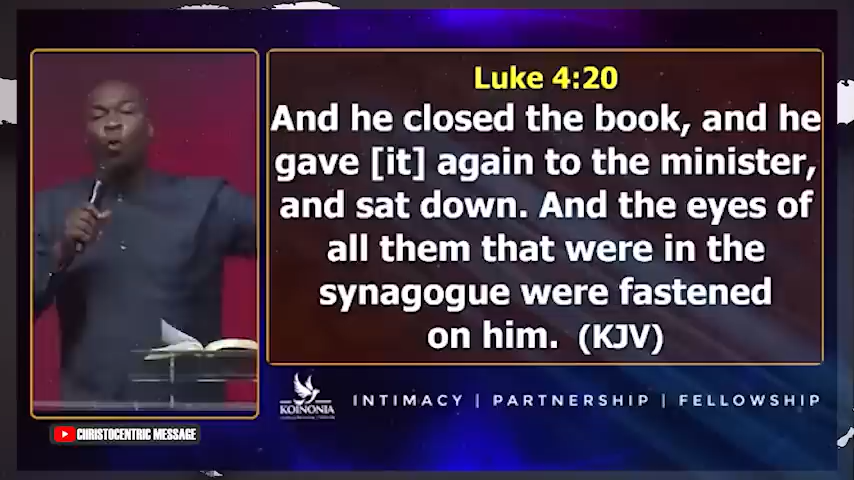 Luke 4:20
And he closed the book, and he
gave [it] again to the minister,
and sat down. And the eyes of
all them that were in the
synagogue were fastened
on him. (KJV)
KOINONIA
INTIMACY | PARTNERSHIP | FELLOWSHIP
CHRISTOCENTRIC MESSAGE